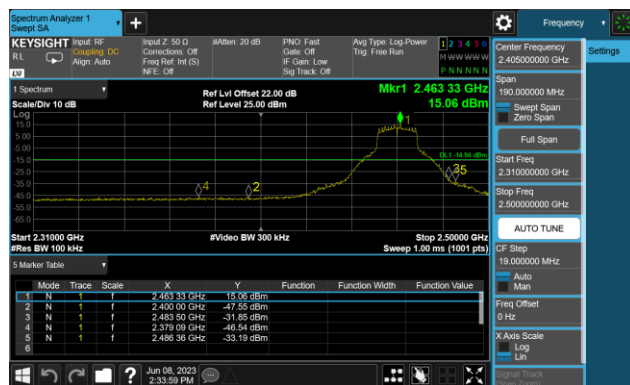 Spectrum Analyzer 1
Swept SA
Frequency
KEYSIGHT
Input: RF
Input Z: 50 Ω
#Atten: 20 dB
PNO: Fast
Avg Type: Log-Power
1 2 3 4 5 6
RL
Coupling: DC
Corrections: Off
Gate: Off
Trig: Free Run
M W W W W W
Align: Auto
Freq Ref: Int (S)
IF Gain: Low
P N N N N N
LXI
NFE: Off
Sig Track: Off
1 Spectrum
Ref Lvl Offset 22.00 dB
Mkr1 2.463 33 GHz
Scale/Div 10 dB
Ref Level 25.00 dBm
15.06 dBm
Log
15.0
5.00
-5.00
-15.0
-25.0
-35.0
-45.0
-55.0
-65.0
1
DL1 -14.94 dBm
35
4
2
Start 2.31000 GHz
#Video BW 300 kHz
Stop 2.50000 GHz
#Res BW 100 kHz
Sweep 1.00 ms (1001 pts)
5 Marker Table
Mode Trace Scale X Y Function Function Width Function Value
1 N 1 f 2.463 33 GHz 15.06 dBm
2 N 1 f 2.400 00 GHz -47.55 dBm
3 N 1 f 2.483 50 GHz -31.85 dBm
4 N 1 f 2.379 09 GHz -46.54 dBm
5 N 1 f 2.486 36 GHz -33.19 dBm
6
?
Jun 08, 2023
2:33:59 PM
Center Frequency
2.405000000 GHz
Settings
Span
190.000000 MHz
Swept Span
Zero Span
Full Span
Start Freq
2.310000000 GHz
Stop Freq
2.500000000 GHz
AUTO TUNE
CF Step
19.000000 MHz
Auto
Man
Freq Offset
0 Hz
X Axis Scale
Log
Lin
Signal Track